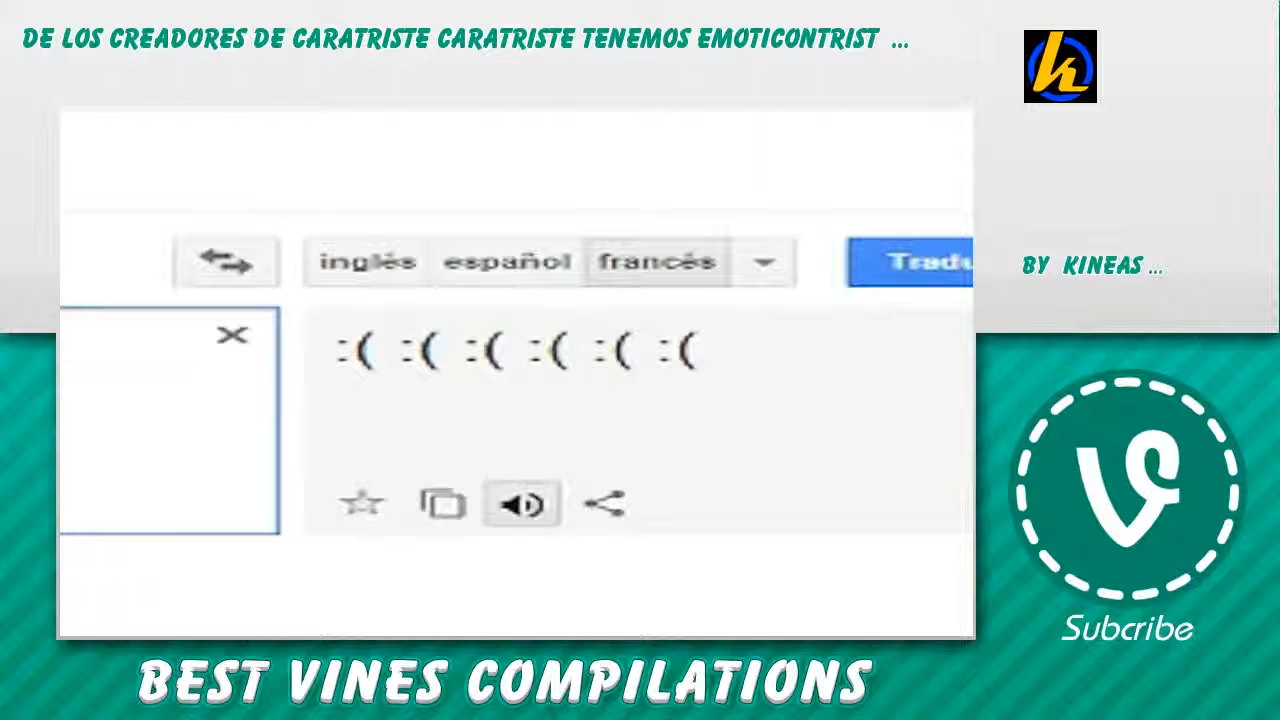 DE LOS CREADORES DE CARATRISTE CARATRISTE TENEMOS EMOTICONTRIST ...
k
inglés español francés
Tradu
BY KINEAS ...
:( :( :( :( :( :(
Subcribe
BEST VINES COMPILATIONS